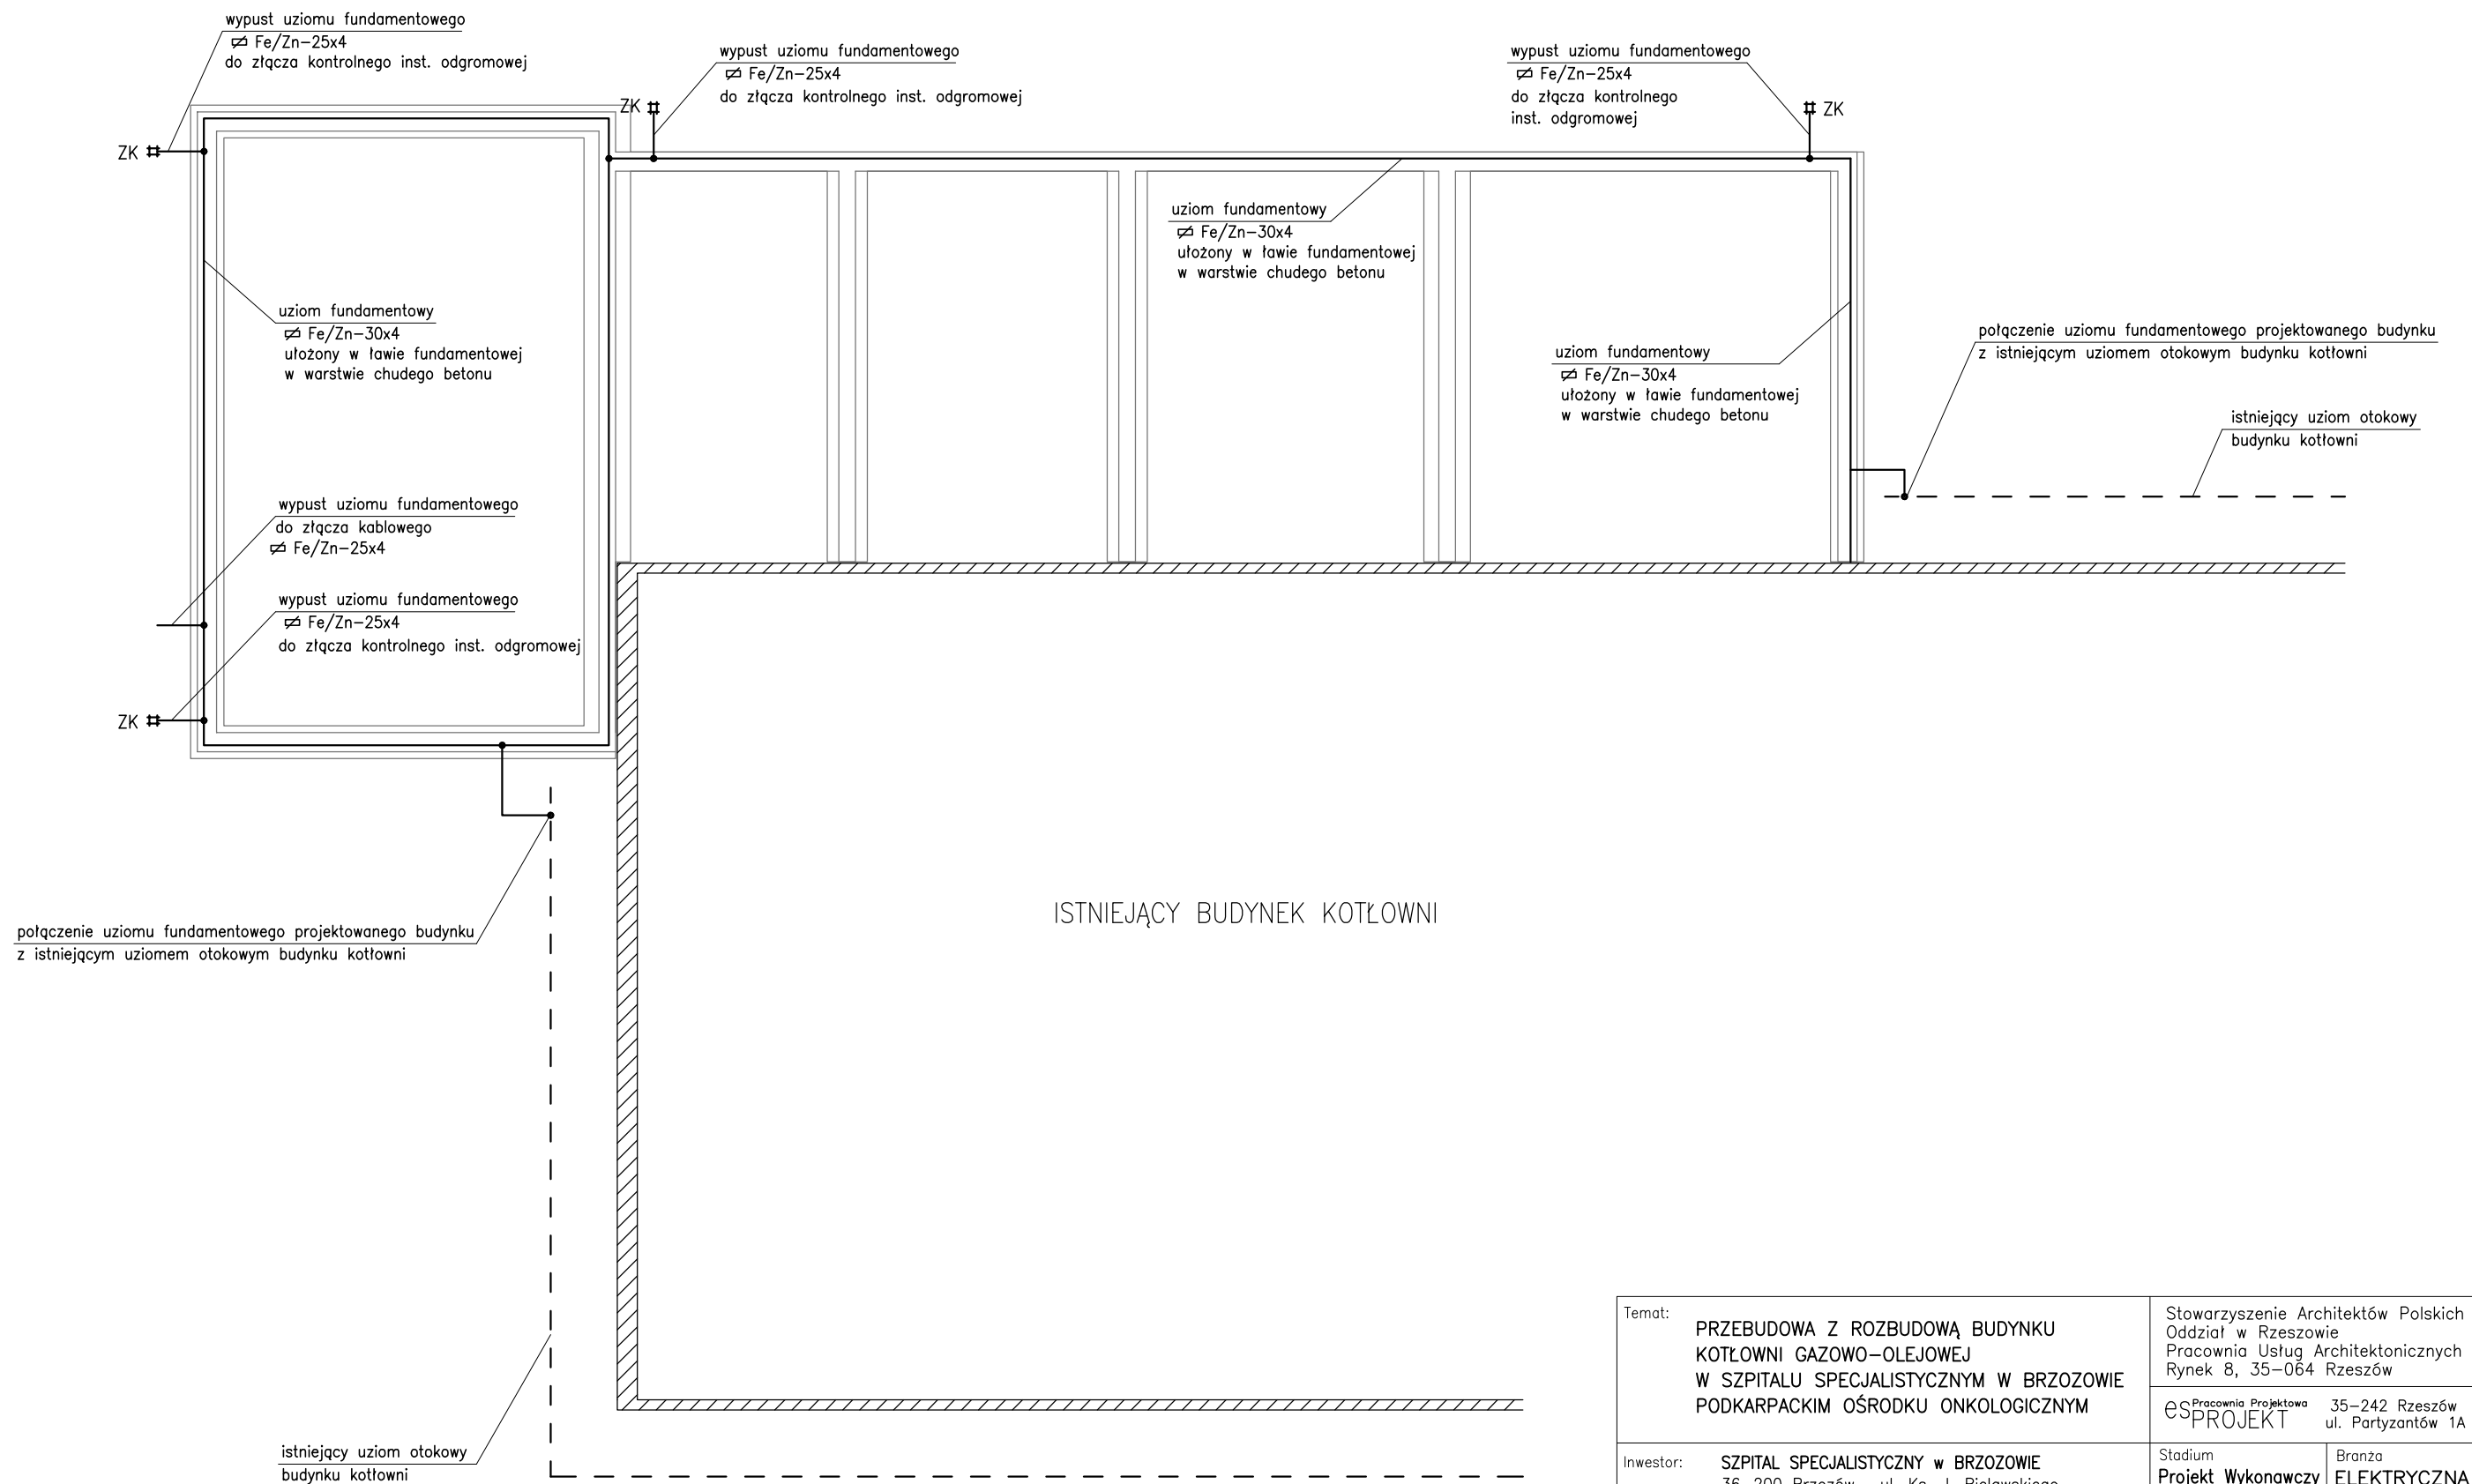 wypust uziomu fundamentowego
Fe/Zn-25x4
do złącza kontrolnego inst. odgromowej
wypust uziomu fundamentowego
Fe/Zn-25x4
do złącza kontrolnego inst. odgromowej
wypust uziomu fundamentowego
Fe/Zn-25x4
do złącza kontrolnego
inst. odgromowej
ZK
ZK
ZK
uziom fundamentowy
Fe/Zn-30x4
ułożony w ławie fundamentowej
w warstwie chudego betonu
uziom fundamentowy
Fe/Zn-30x4
ułożony w ławie fundamentowej
w warstwie chudego betonu
uziom fundamentowy
Fe/Zn-30x4
ułożony w ławie fundamentowej
w warstwie chudego betonu
połączenie uziomu fundamentowego projektowanego budynku
z istniejącym uziomem otokowym budynku kotłowni
istniejący uziom otokowy
budynku kotłowni
wypust uziomu fundamentowego
do złącza kablowego
Fe/Zn-25x4
wypust uziomu fundamentowego
Fe/Zn-25x4
do złącza kontrolnego inst. odgromowej
ZK
ISTNIEJĄCY BUDYNEK KOTŁOWNI
połączenie uziomu fundamentowego projektowanego budynku
z istniejącym uziomem otokowym budynku kotłowni
istniejący uziom otokowy
budynku kotłowni
Temat:
PRZEBUDOWA Z ROZBUDOWĄ BUDYNKU
KOTŁOWNI GAZOWO-OLEJOWEJ
W SZPITALU SPECJALISTYCZNYM W BRZOZOWIE
PODKARPACKIM OŚRODKU ONKOLOGICZNYM
Stowarzyszenie Architektów Polskich
Oddział w Rzeszowie
Pracownia Usług Architektonicznych
Rynek 8, 35-064 Rzeszów
es Pracownia Projektowa
PROJEKT
35-242 Rzeszów
ul. Partyzantów 1A
Inwestor:
SZPITAL SPECJALISTYCZNY w BRZOZOWIE
36-200 Brzozów, ul. Ks. J. Bielawskiego
Stadium
Projekt Wykonawczy
Branża
ELEKTRYCZNA